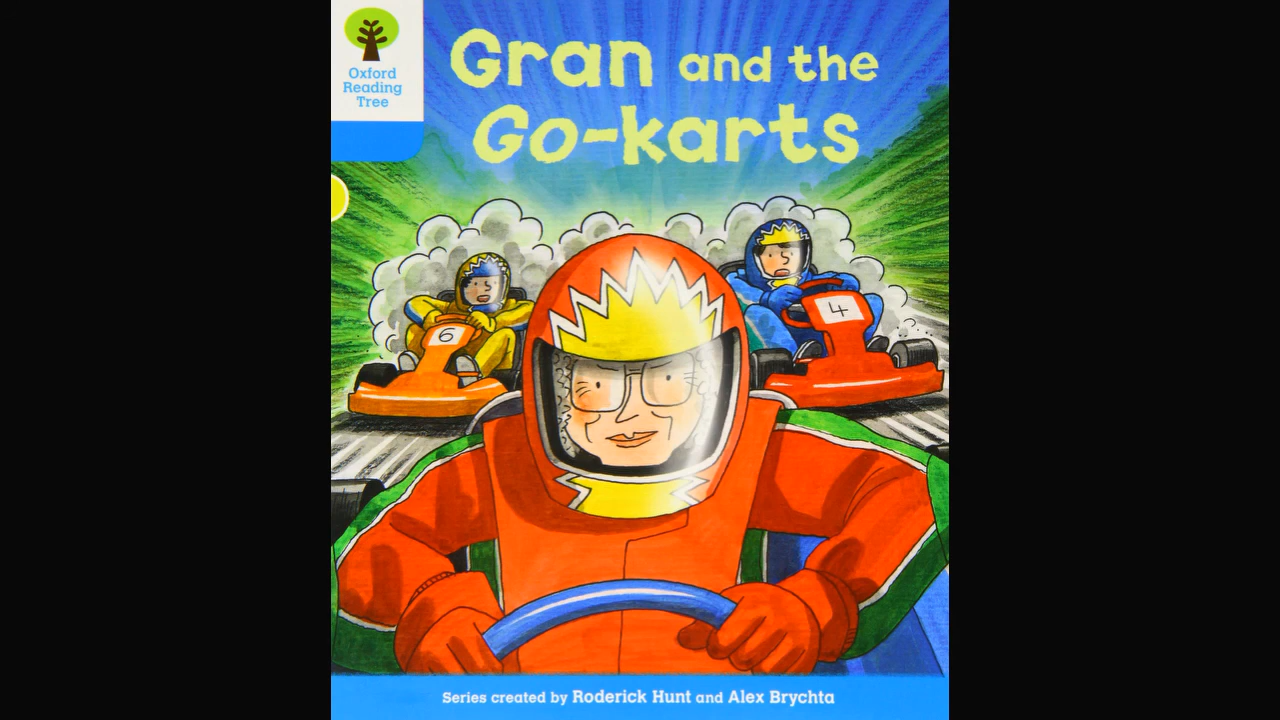 Oxford
Reading
Tree
Gran and the
Go-karts
6
4
Series created by Roderick Hunt and Alex Brychta